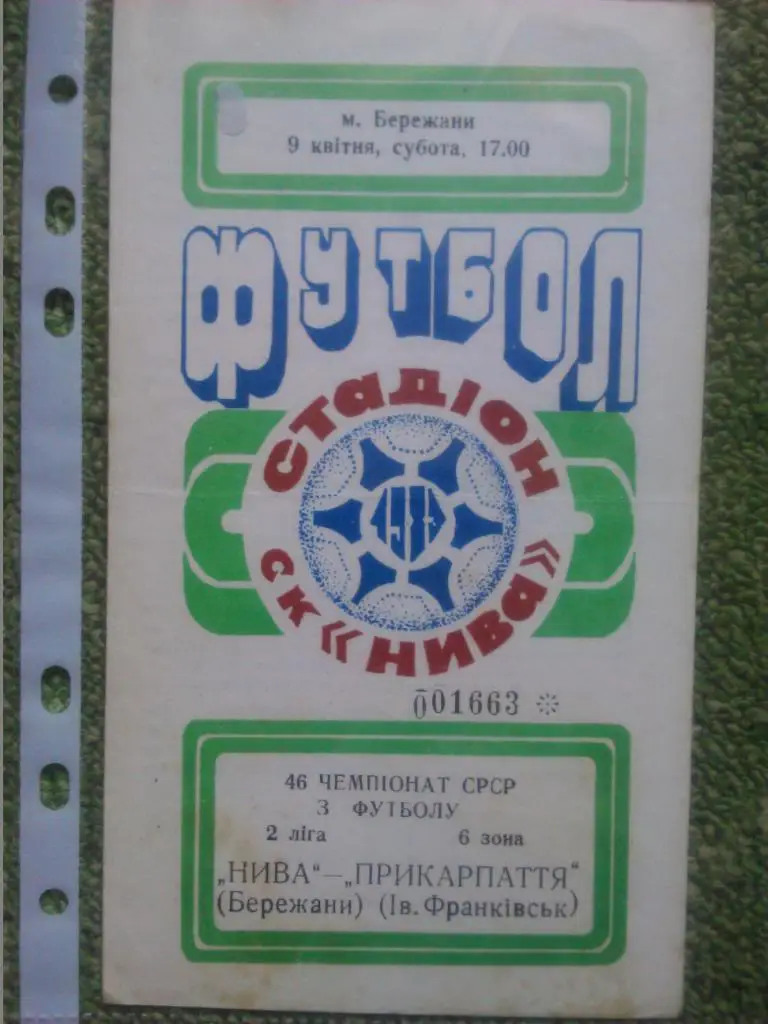 м. Бережани
9 квітня, субота, 17.00
ФУТБОЛ
СТАДІОН
1988
СК «НИВА»
001663 *
46 ЧЕМПІОНАТ СРСР
З ФУТБОЛУ
2 ліга 6 зона
„НИВА“—„ПРИКАРПАТТЯ“
(Бережани) (Ів. Франківськ)